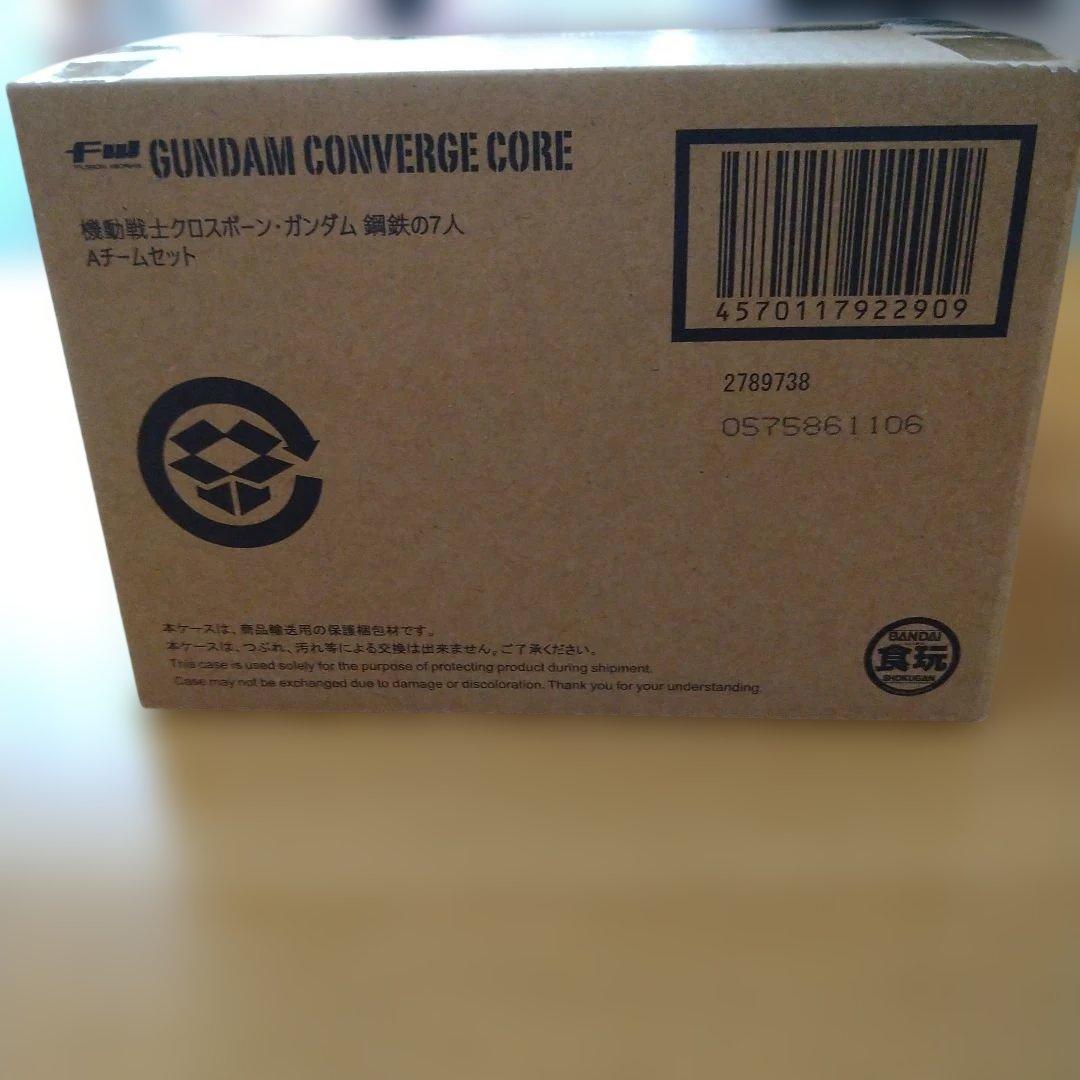 FW GUNDAM CONVERGE CORE
FUSION WORKS
機動戦士クロスボーン・ガンダム 鋼鉄の7人
Aチームセット
4570117922909
2789738
0575861106
本ケースは、商品輸送用の保護梱包材です。
本ケースは、つぶれ、汚れ等による交換は出来ません。ご了承ください。
This case is used solely for the purpose of protecting product during shipment.
Case may not be exchanged due to damage or discoloration. Thank you for your understanding.
BANDAI
食玩
SHOKUGAN